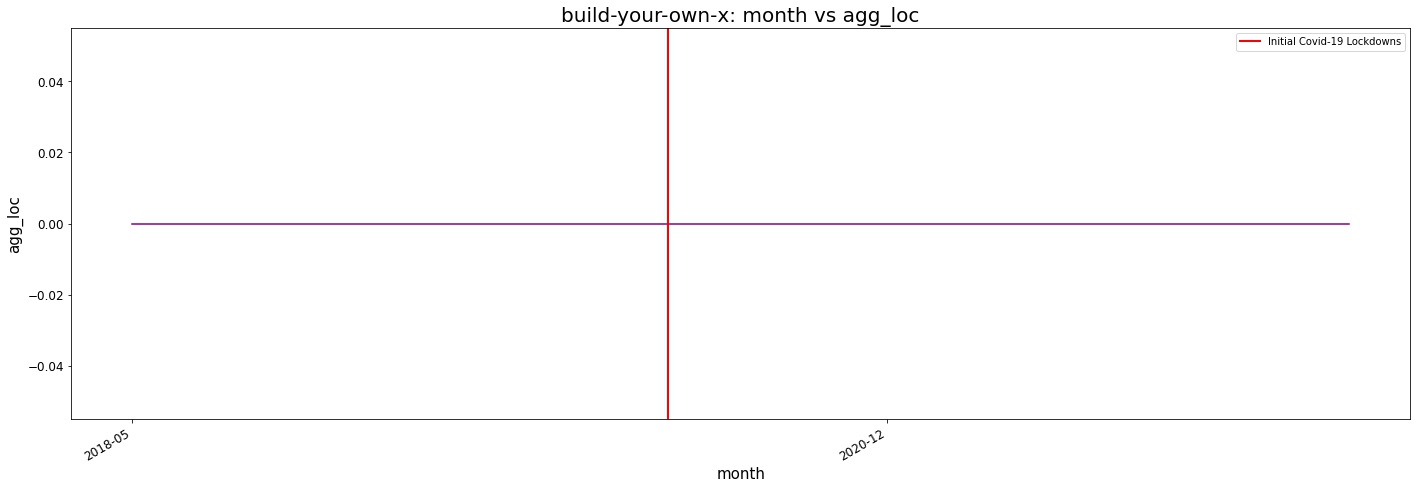 build-your-own-x: month vs agg_loc
Initial Covid-19 Lockdowns
0.04
0.02
0.00
−0.02
−0.04
agg_loc
2018-05
2020-12
month